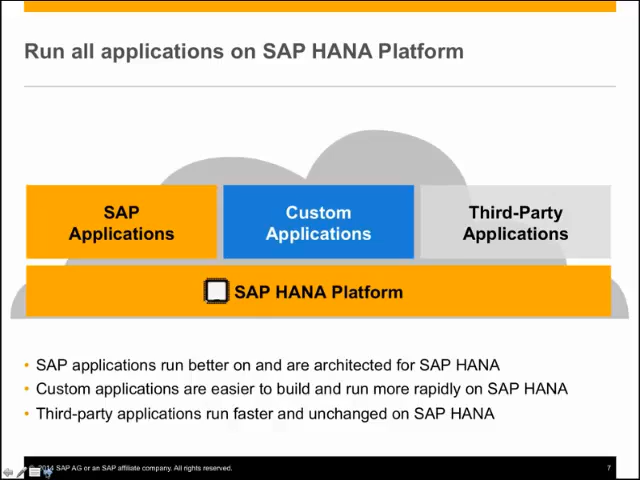 Run all applications on SAP HANA Platform
SAP
Applications
Custom
Applications
Third-Party
Applications
SAP HANA Platform
• SAP applications run better on and are architected for SAP HANA
• Custom applications are easier to build and run more rapidly on SAP HANA
• Third-party applications run faster and unchanged on SAP HANA
© 2014 SAP AG or an SAP affiliate company. All rights reserved.
7